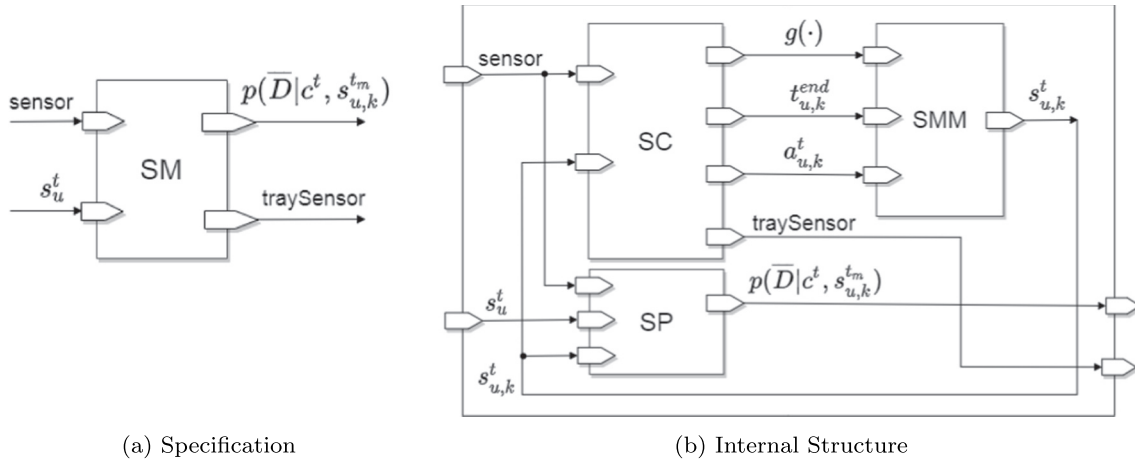 sensor
s_u^t
SM
p(D̅|c^t, s_{u,k}^{t_m})
traySensor
(a) Specification
sensor
s_u^t
s_{u,k}^t
SC
g(·)
t_{u,k}^{end}
a_{u,k}^t
traySensor
SMM
s_{u,k}^t
SP
p(D̅|c^t, s_{u,k}^{t_m})
(b) Internal Structure